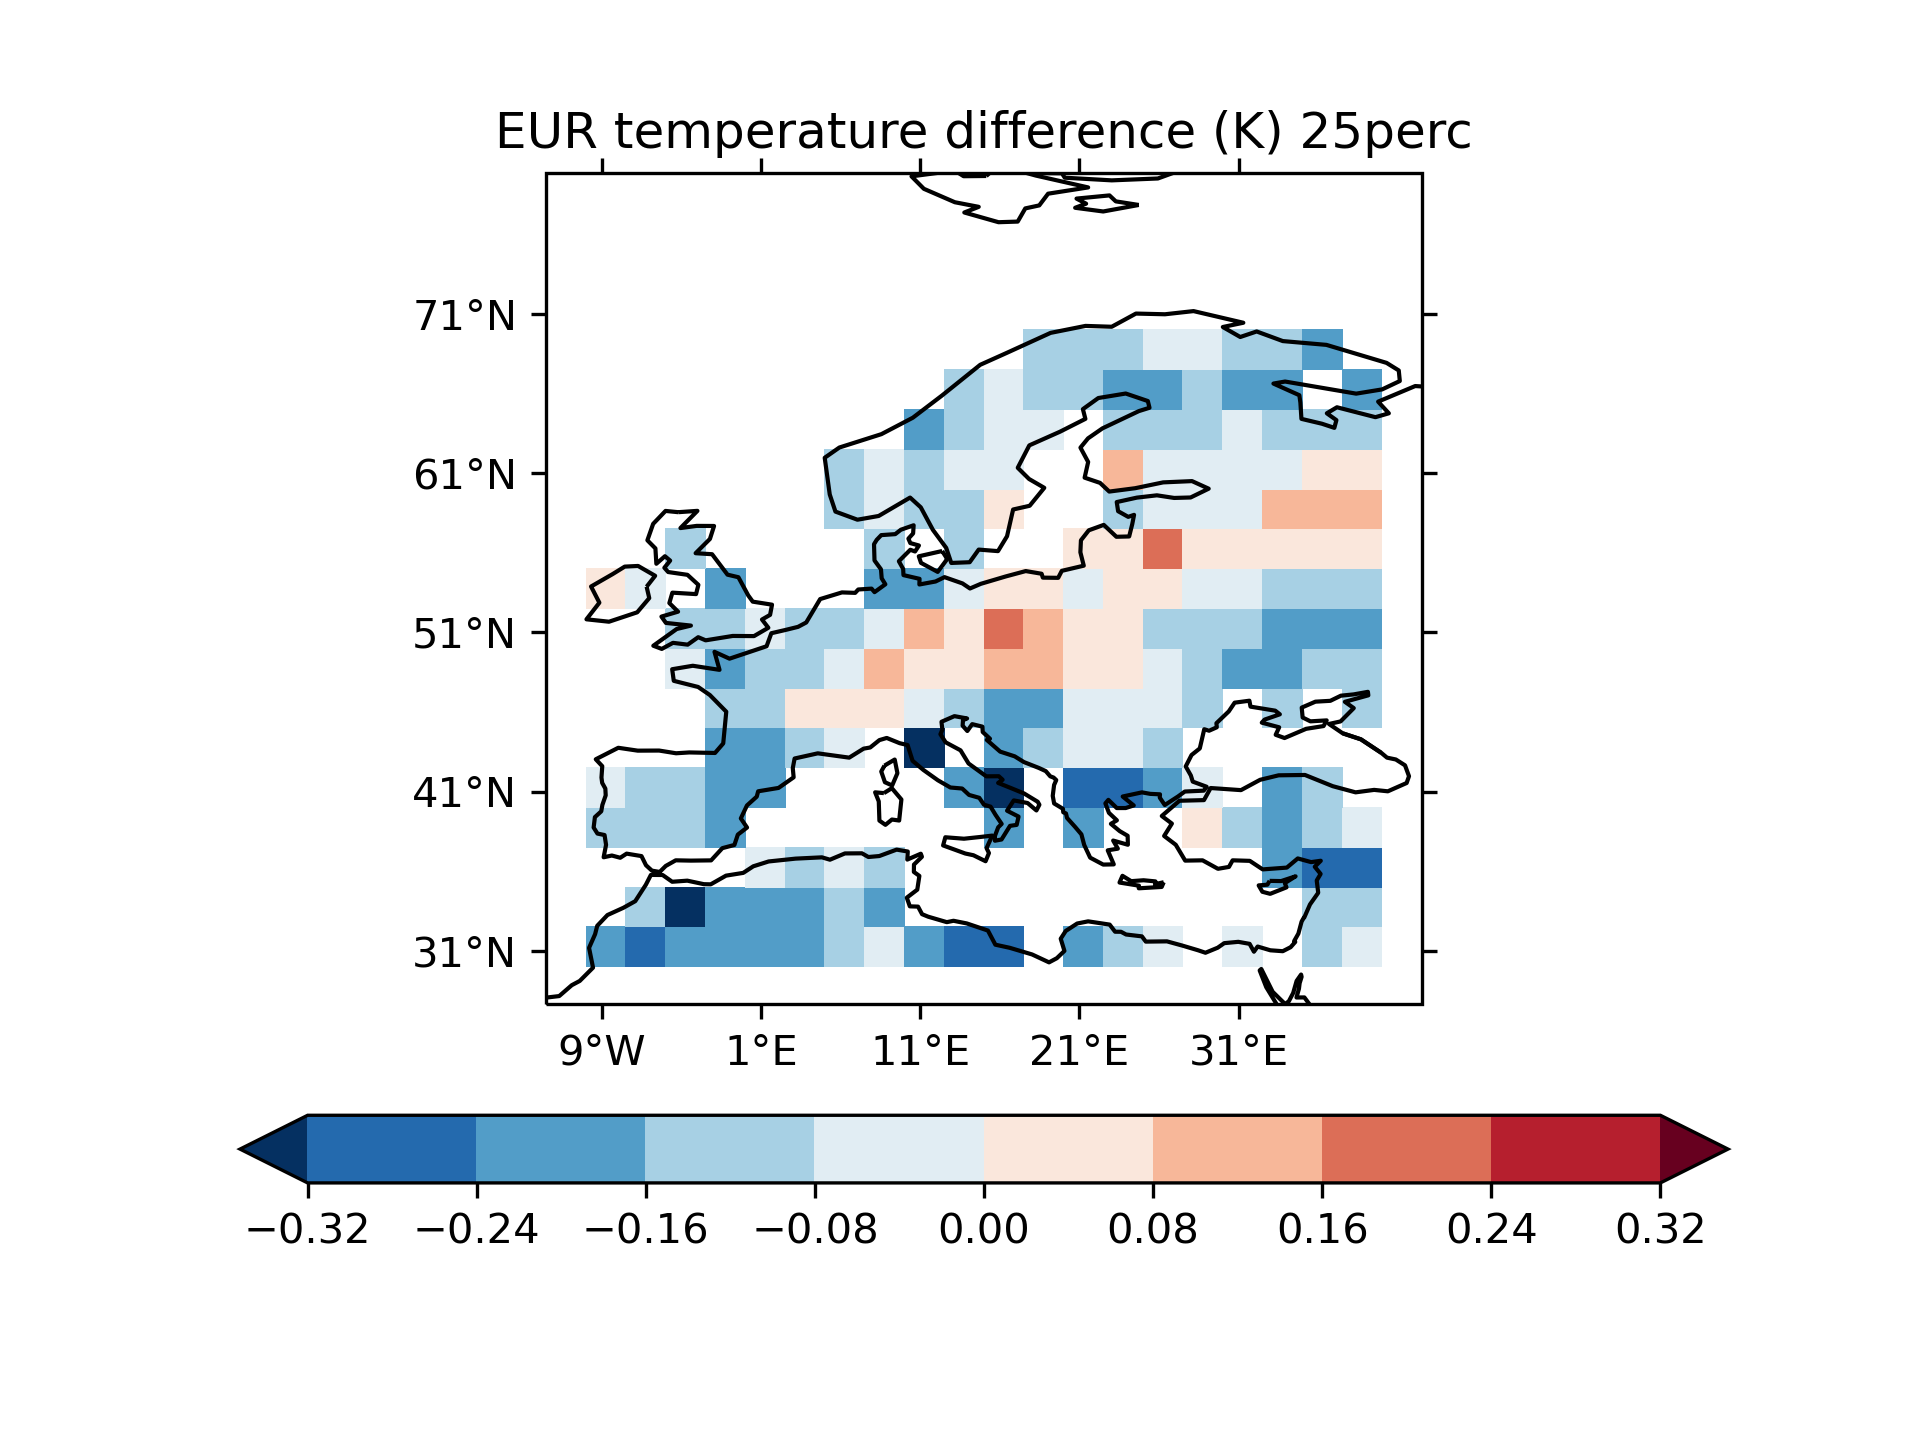 EUR temperature difference (K) 25perc
71°N
61°N
51°N
41°N
31°N
9°W 1°E 11°E 21°E 31°E
−0.32 −0.24 −0.16 −0.08 0.00 0.08 0.16 0.24 0.32